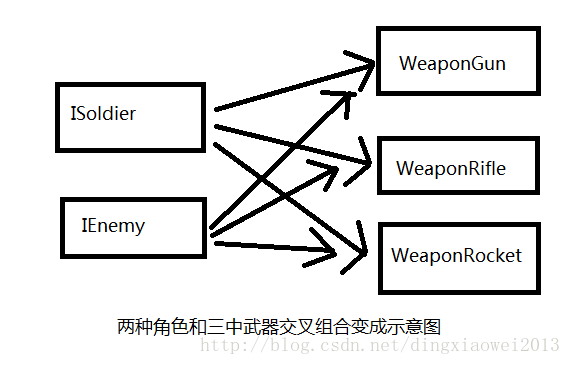 WeaponGun
ISoldier
WeaponRifle
IEnemy
WeaponRocket
两种角色和三中武器交叉组合变成示意图
http://blog.csdn.net/dingxiaowei2013